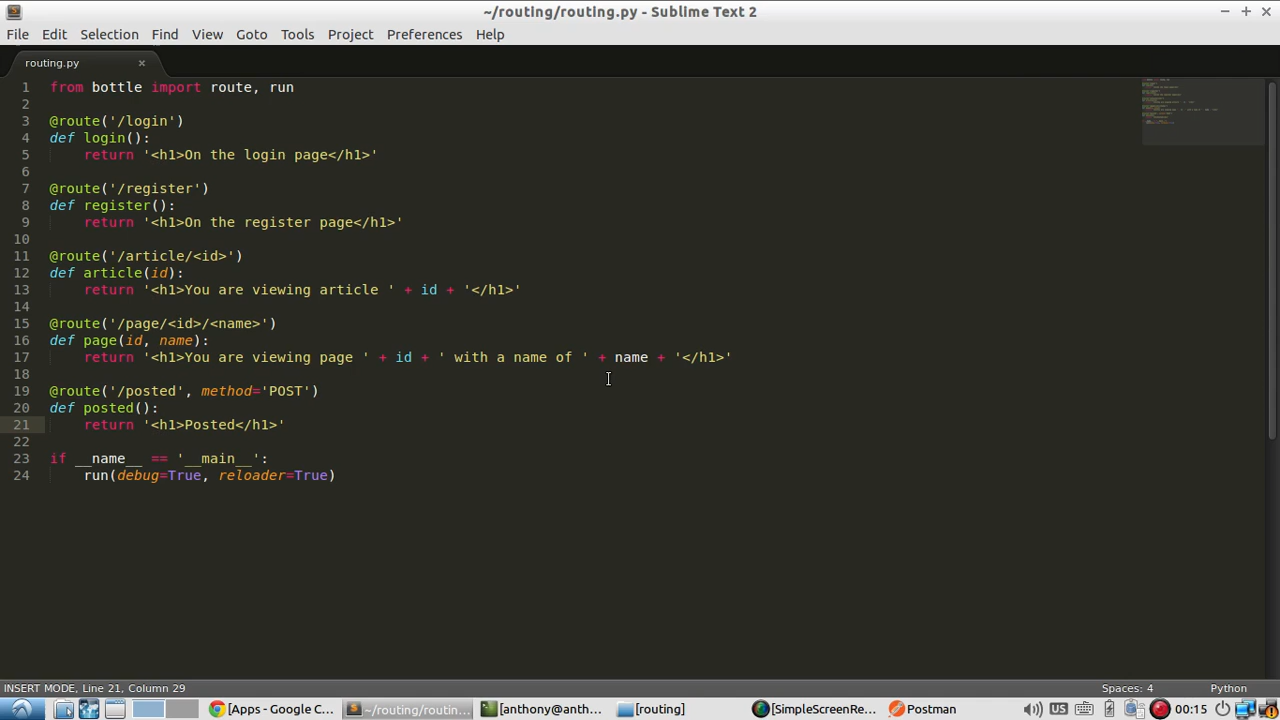 ~/routing/routing.py - Sublime Text 2
File Edit Selection Find View Goto Tools Project Preferences Help
routing.py ×
1 from bottle import route, run
2
3 @route('/login')
4 def login():
5     return '<h1>On the login page</h1>'
6
7 @route('/register')
8 def register():
9     return '<h1>On the register page</h1>'
10
11 @route('/article/<id>')
12 def article(id):
13     return '<h1>You are viewing article ' + id + '</h1>'
14
15 @route('/page/<id>/<name>')
16 def page(id, name):
17     return '<h1>You are viewing page ' + id + ' with a name of ' + name + '</h1>'
18
19 @route('/posted', method='POST')
20 def posted():
21     return '<h1>Posted</h1>'
22
23 if __name__ == '__main__':
24     run(debug=True, reloader=True)
INSERT MODE, Line 21, Column 29 Spaces: 4 Python
[Apps - Google C... ~/routing/routin... [anthony@anth... [routing] [SimpleScreenRe... Postman 00:15